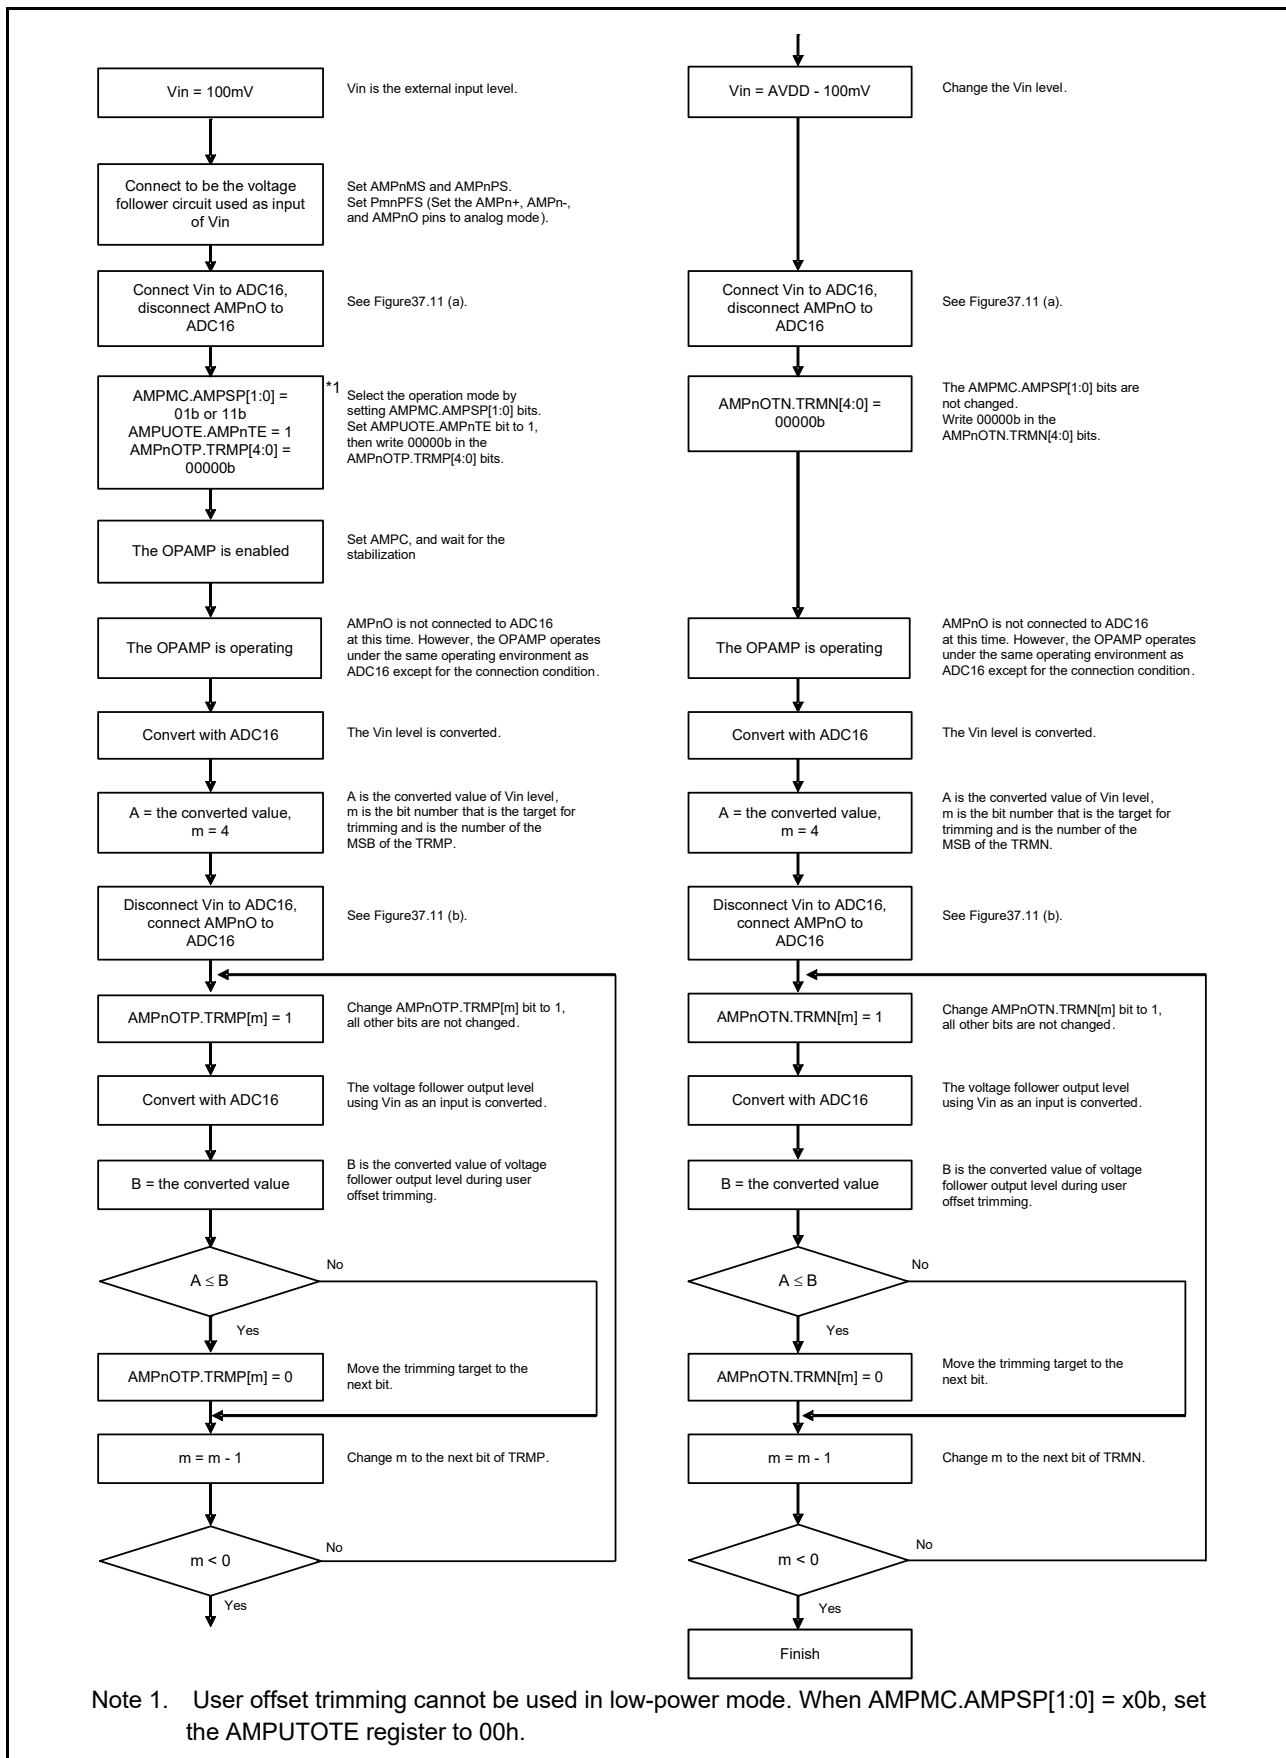 Vin = 100mV
Vin is the external input level.
Connect to be the voltage
follower circuit used as input
of Vin
Set AMPnMS and AMPnPS.
Set PmnPFS (Set the AMPn+, AMPn-,
and AMPnO pins to analog mode).
Connect Vin to ADC16,
disconnect AMPnO to
ADC16
See Figure37.11 (a).
AMPMC.AMPSP[1:0] =
01b or 11b
AMPUOTE.AMPnTE = 1
AMPnOTP.TRMP[4:0] =
00000b
*1
Select the operation mode by
setting AMPMC.AMPSP[1:0] bits.
Set AMPUOTE.AMPnTE bit to 1,
then write 00000b in the
AMPnOTP.TRMP[4:0] bits.
The OPAMP is enabled
Set AMPC, and wait for the
stabilization
The OPAMP is operating
AMPnO is not connected to ADC16
at this time. However, the OPAMP operates
under the same operating environment as
ADC16 except for the connection condition.
Convert with ADC16
The Vin level is converted.
A = the converted value,
m = 4
A is the converted value of Vin level,
m is the bit number that is the target for
trimming and is the number of the
MSB of the TRMP.
Disconnect Vin to ADC16,
connect AMPnO to
ADC16
See Figure37.11 (b).
AMPnOTP.TRMP[m] = 1
Change AMPnOTP.TRMP[m] bit to 1,
all other bits are not changed.
Convert with ADC16
The voltage follower output level
using Vin as an input is converted.
B = the converted value
B is the converted value of voltage
follower output level during user
offset trimming.
A ≤ B
No
Yes
AMPnOTP.TRMP[m] = 0
Move the trimming target to the
next bit.
m = m - 1
Change m to the next bit of TRMP.
m < 0
No
Yes
Vin = AVDD - 100mV
Change the Vin level.
Connect Vin to ADC16,
disconnect AMPnO to
ADC16
See Figure37.11 (a).
AMPnOTN.TRMN[4:0] =
00000b
The AMPMC.AMPSP[1:0] bits are
not changed.
Write 00000b in the
AMPnOTN.TRMN[4:0] bits.
The OPAMP is operating
AMPnO is not connected to ADC16
at this time. However, the OPAMP operates
under the same operating environment as
ADC16 except for the connection condition.
Convert with ADC16
The Vin level is converted.
A = the converted value,
m = 4
A is the converted value of Vin level,
m is the bit number that is the target for
trimming and is the number of the
MSB of the TRMN.
Disconnect Vin to ADC16,
connect AMPnO to
ADC16
See Figure37.11 (b).
AMPnOTN.TRMN[m] = 1
Change AMPnOTN.TRMN[m] bit to 1,
all other bits are not changed.
Convert with ADC16
The voltage follower output level
using Vin as an input is converted.
B = the converted value
B is the converted value of voltage
follower output level during user
offset trimming.
A ≤ B
No
Yes
AMPnOTN.TRMN[m] = 0
Move the trimming target to the
next bit.
m = m - 1
Change m to the next bit of TRMN.
m < 0
No
Yes
Finish
Note 1. User offset trimming cannot be used in low-power mode. When AMPMC.AMPSP[1:0] = x0b, set
the AMPUTOTE register to 00h.